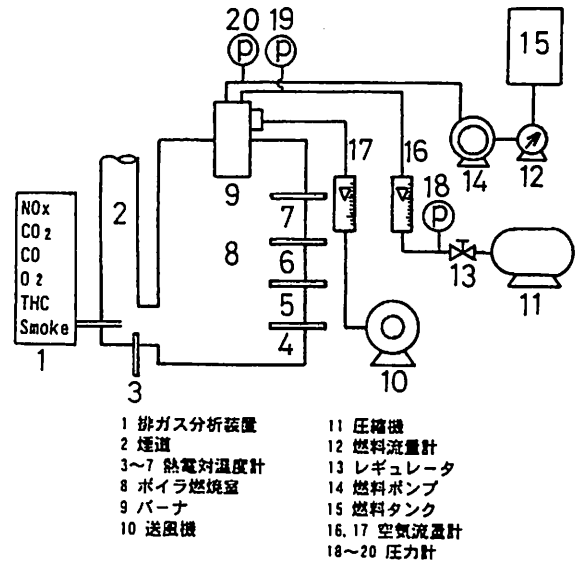 20 19
P P
15
17 16
18
P
14 12
9
2
7
8
6
13
11
5
4
10
NOx
CO2
CO
O2
THC
Smoke
1
3
1 排ガス分析装置
2 煙道
3~7 熱電対温度計
8 ボイラ燃焼室
9 バーナ
10 送風機
11 圧縮機
12 燃料流量計
13 レギュレータ
14 燃料ポンプ
15 燃料タンク
16,17 空気流量計
18~20 圧力計